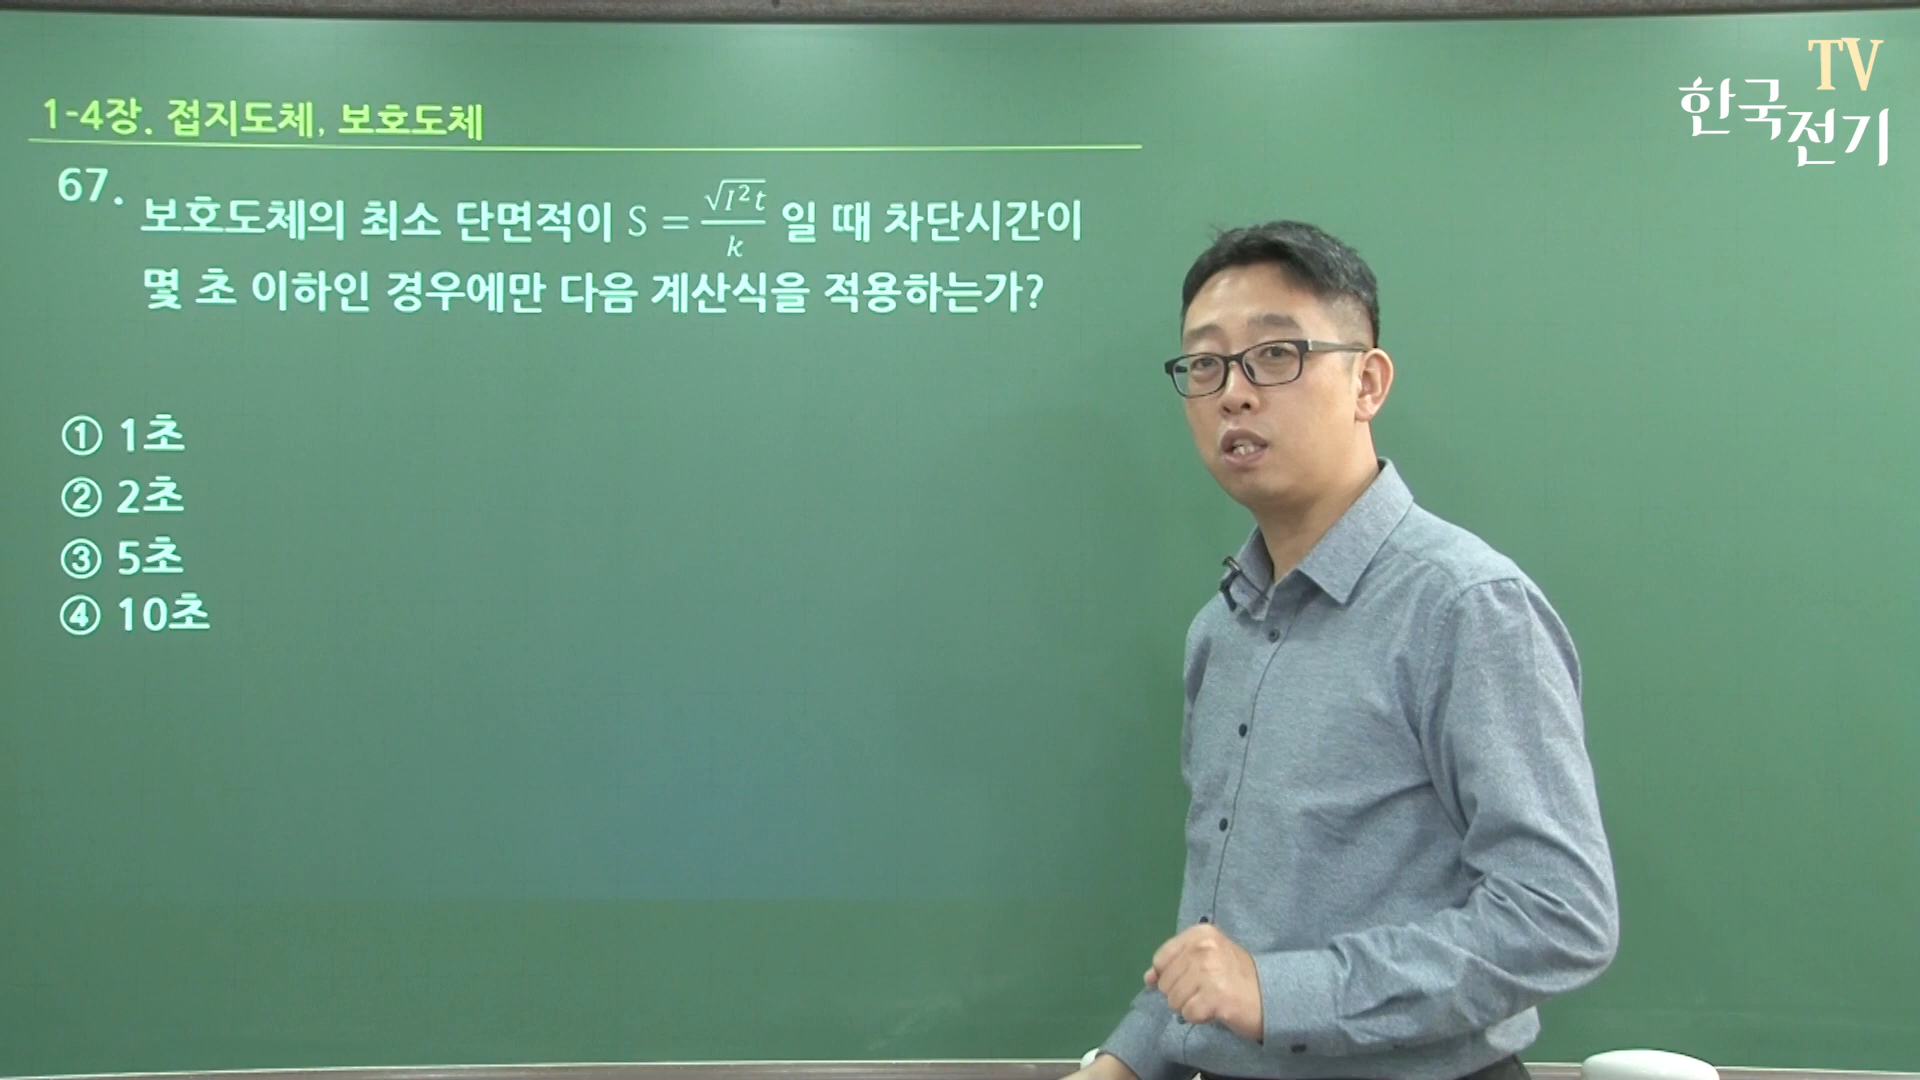 TV
한국
전기
1-4장. 접지도체, 보호도체
67. 보호도체의 최소 단면적이 S = \frac{\sqrt{I^2 t}}{k} 일 때 차단시간이
몇 초 이하인 경우에만 다음 계산식을 적용하는가?
① 1초
② 2초
③ 5초
④ 10초